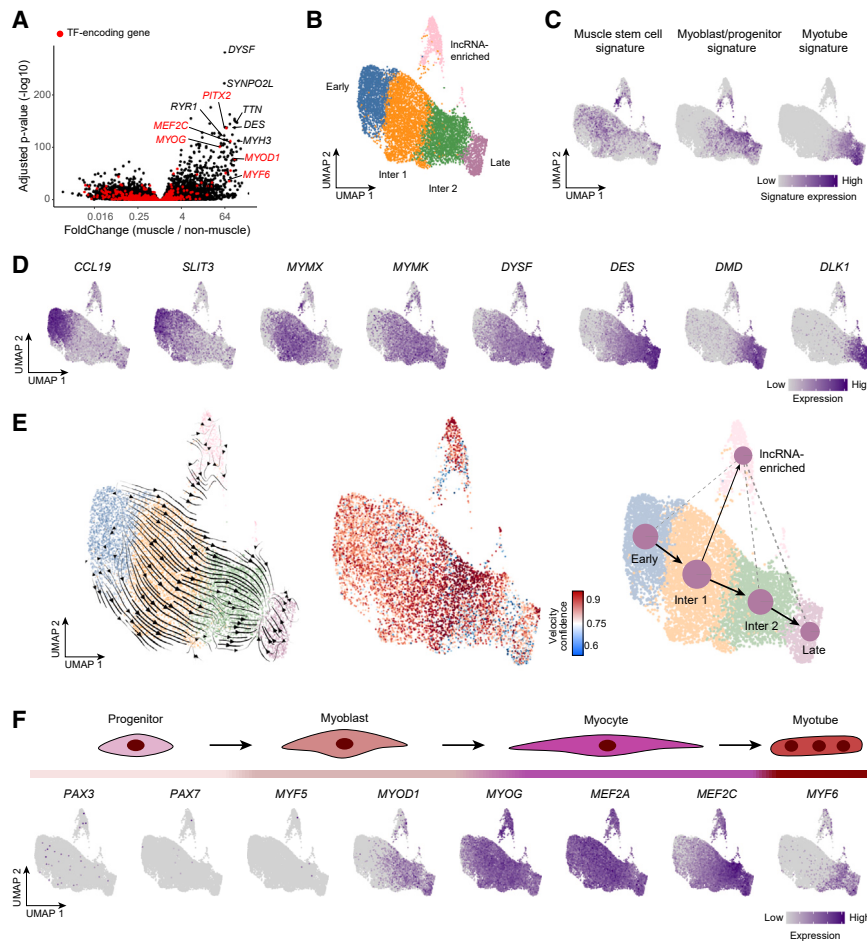 A
TF-encoding gene
Adjusted p-value (-log10)
200
100
0
DYSF
SYNPO2L
PITX2
RYR1
TTN
MEF2C
DES
MYOG
MYH3
MYOD1
MYF6
0.016 0.25 4 64
FoldChange (muscle / non-muscle)
B
lncRNA-
enriched
Early
Inter 1
Inter 2
Late
UMAP 2
UMAP 1
C
Muscle stem cell
signature
Myoblast/progenitor
signature
Myotube
signature
UMAP 2
UMAP 1
Low High
Signature expression
D
CCL19 SLIT3 MYMX MYMK DYSF DES DMD DLK1
UMAP 2
UMAP 1
Low High
Expression
E
UMAP 2
UMAP 1
Velocity
confidence
0.9
0.75
0.6
lncRNA-
enriched
Early
Inter 1
Inter 2
Late
F
Progenitor Myoblast Myocyte Myotube
PAX3 PAX7 MYF5 MYOD1 MYOG MEF2A MEF2C MYF6
UMAP 2
UMAP 1
Low High
Expression